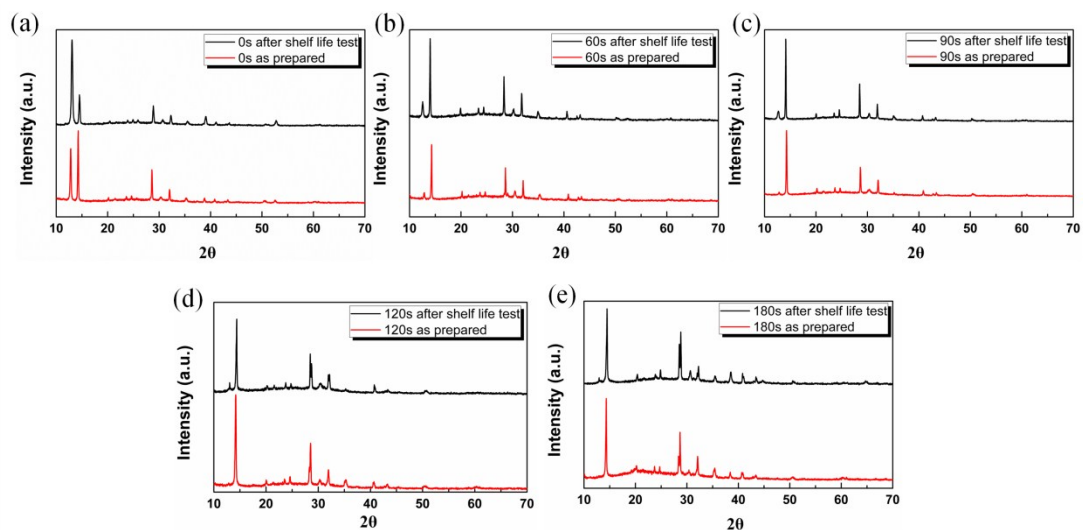 (a)
0s after shelf life test
0s as prepared
Intensity (a.u.)
10 20 30 40 50 60 70
2θ
(b)
60s after shelf life test
60s as prepared
Intensity (a.u.)
10 20 30 40 50 60 70
2θ
(c)
90s after shelf life test
90s as prepared
Intensity (a.u.)
10 20 30 40 50 60 70
2θ
(d)
120s after shelf life test
120s as prepared
Intensity (a.u.)
10 20 30 40 50 60 70
2θ
(e)
180s after shelf life test
180s as prepared
Intensity (a.u.)
10 20 30 40 50 60 70
2θ